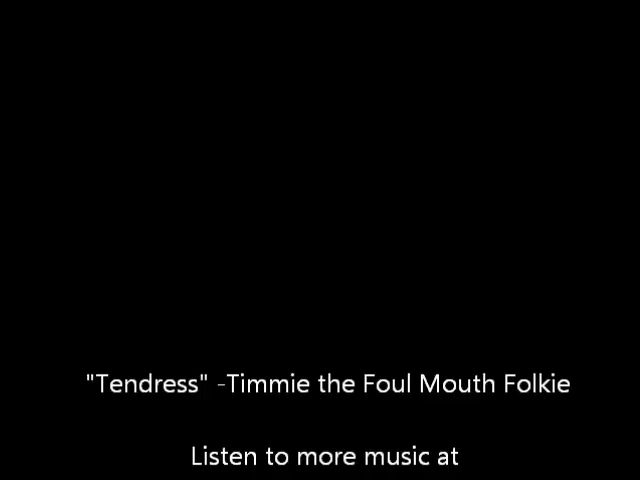 "Tendress" -Timmie the Foul Mouth Folkie
Listen to more music at